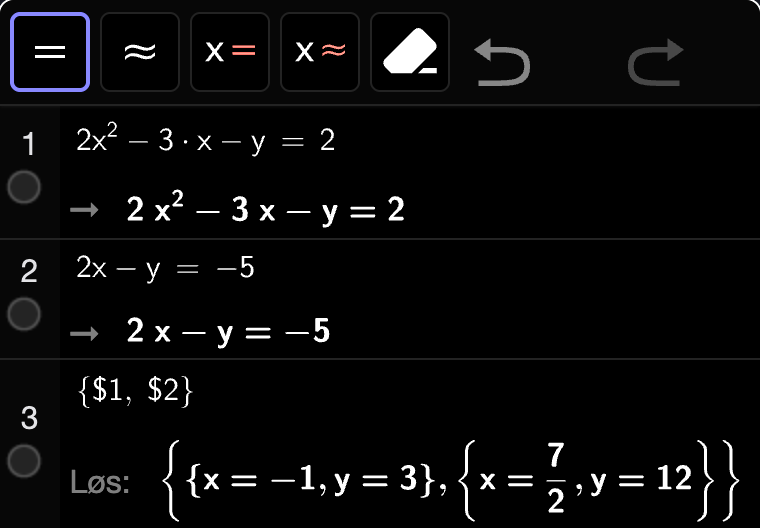 = ≈ x = x ≈
1 2x² − 3 · x − y = 2
→ 2 x² − 3 x − y = 2
2 2x − y = −5
→ 2 x − y = −5
3 {$1, $2}
Løs: {{x = −1, y = 3}, {x = 7/2, y = 12}}